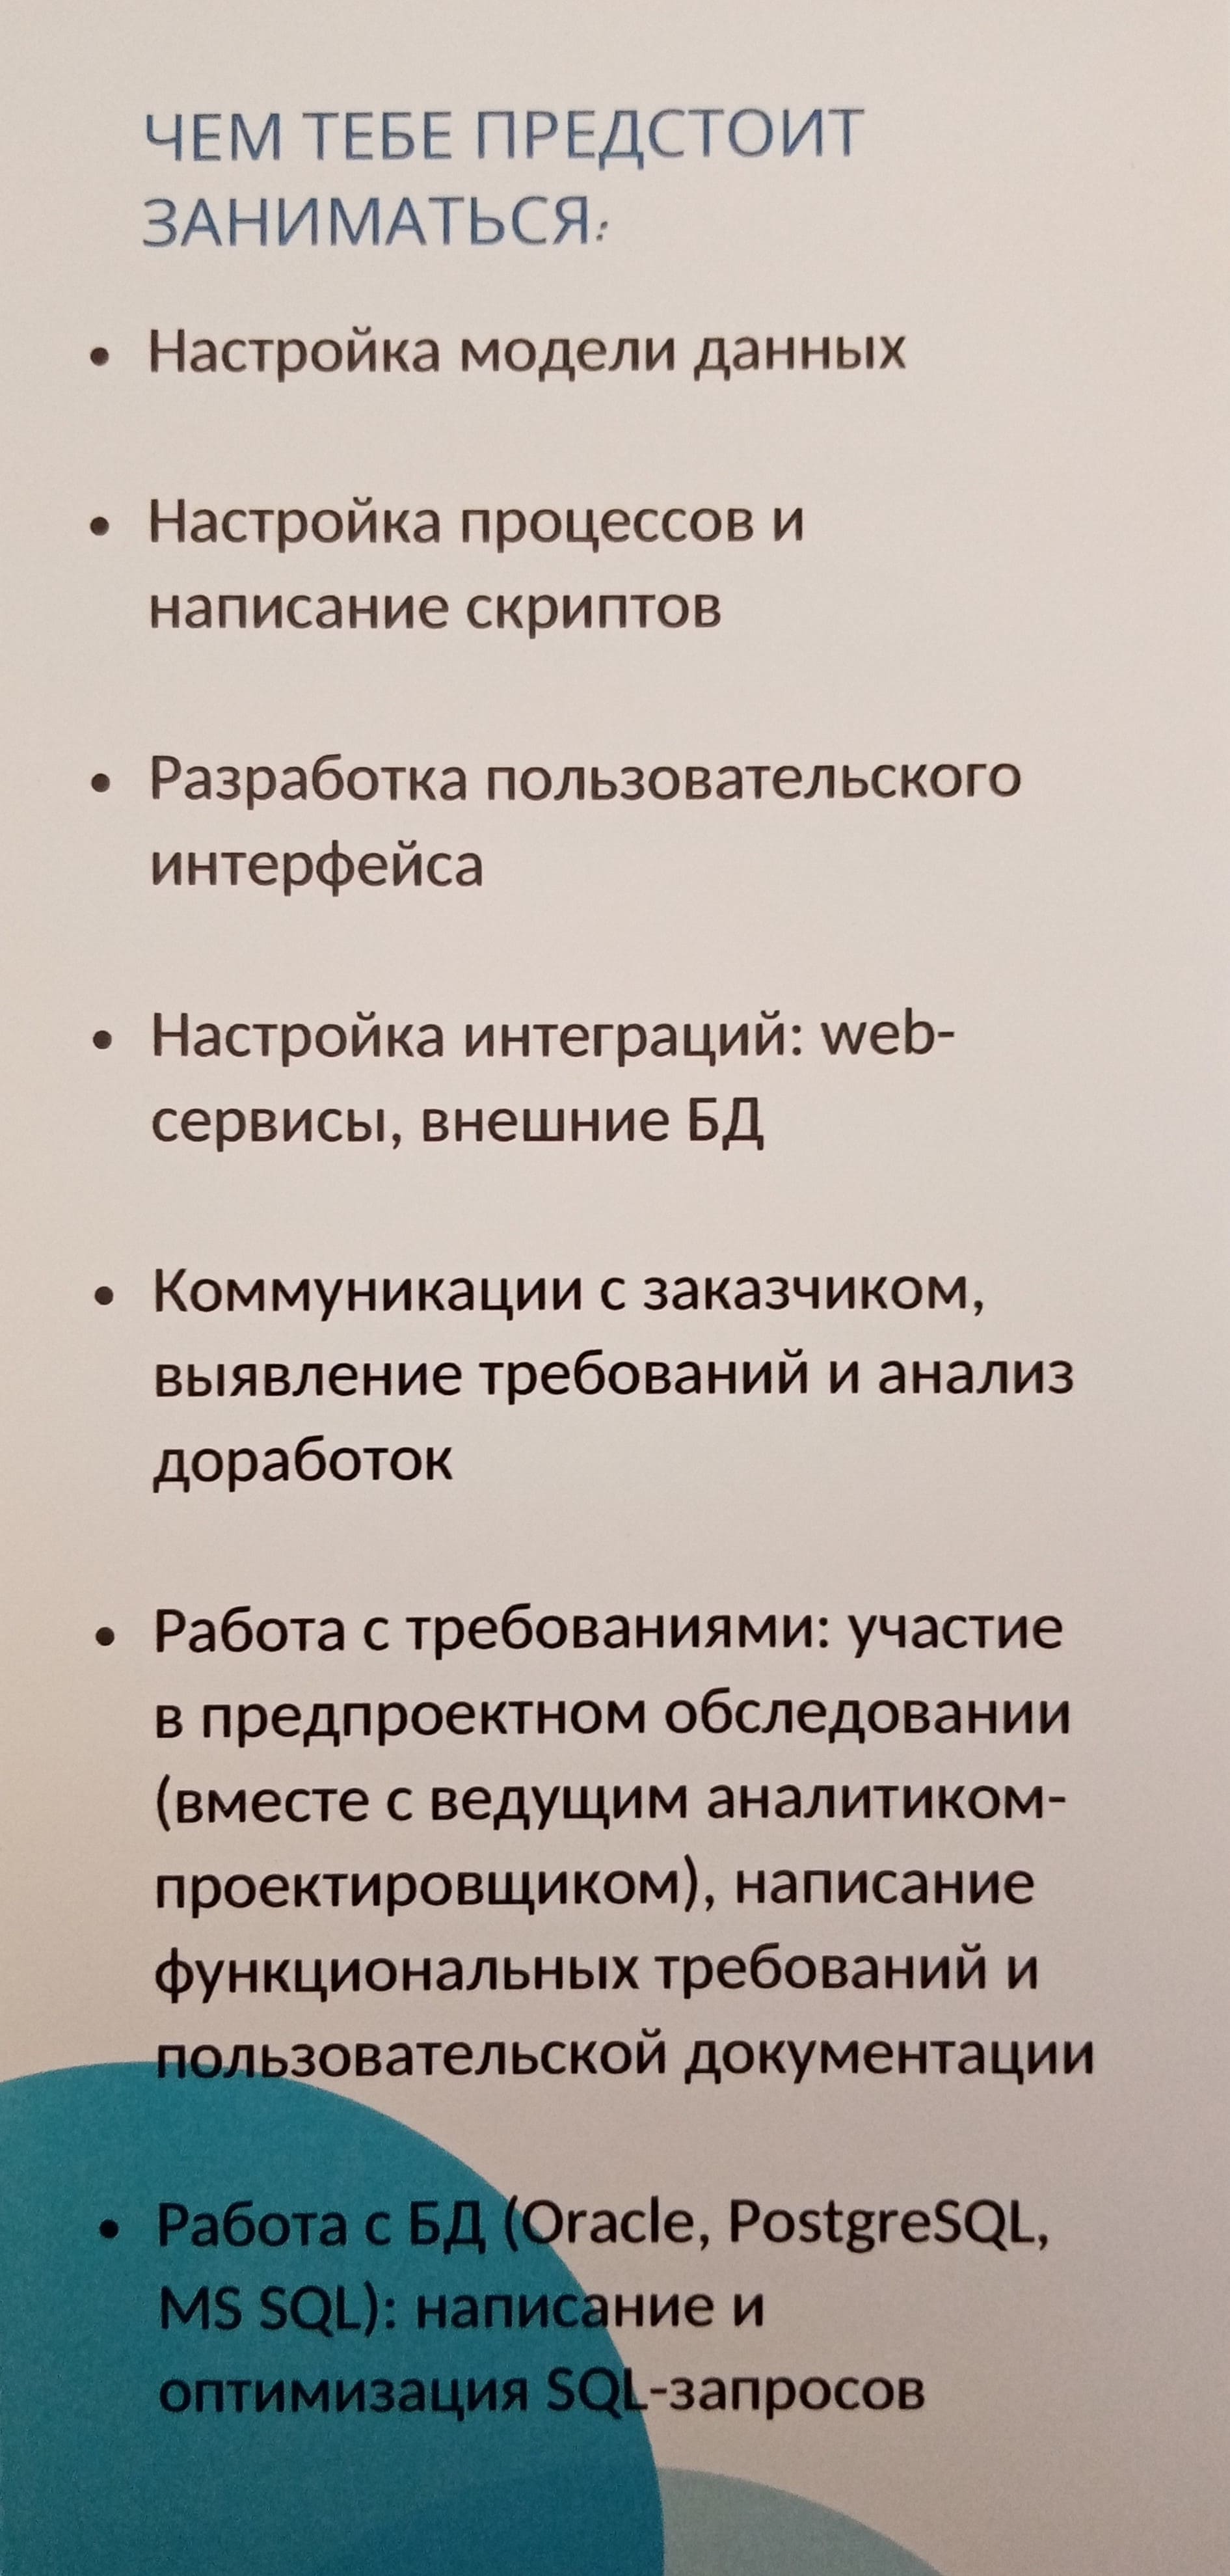 ЧЕМ ТЕБЕ ПРЕДСТОИТ
ЗАНИМАТЬСЯ:
• Настройка модели данных
• Настройка процессов и
написание скриптов
• Разработка пользовательского
интерфейса
• Настройка интеграций: web-
сервисы, внешние БД
• Коммуникации с заказчиком,
выявление требований и анализ
доработок
• Работа с требованиями: участие
в предпроектном обследовании
(вместе с ведущим аналитиком-
проектировщиком), написание
функциональных требований и
пользовательской документации
• Работа с БД (Oracle, PostgreSQL,
MS SQL): написание и
оптимизация SQL-запросов